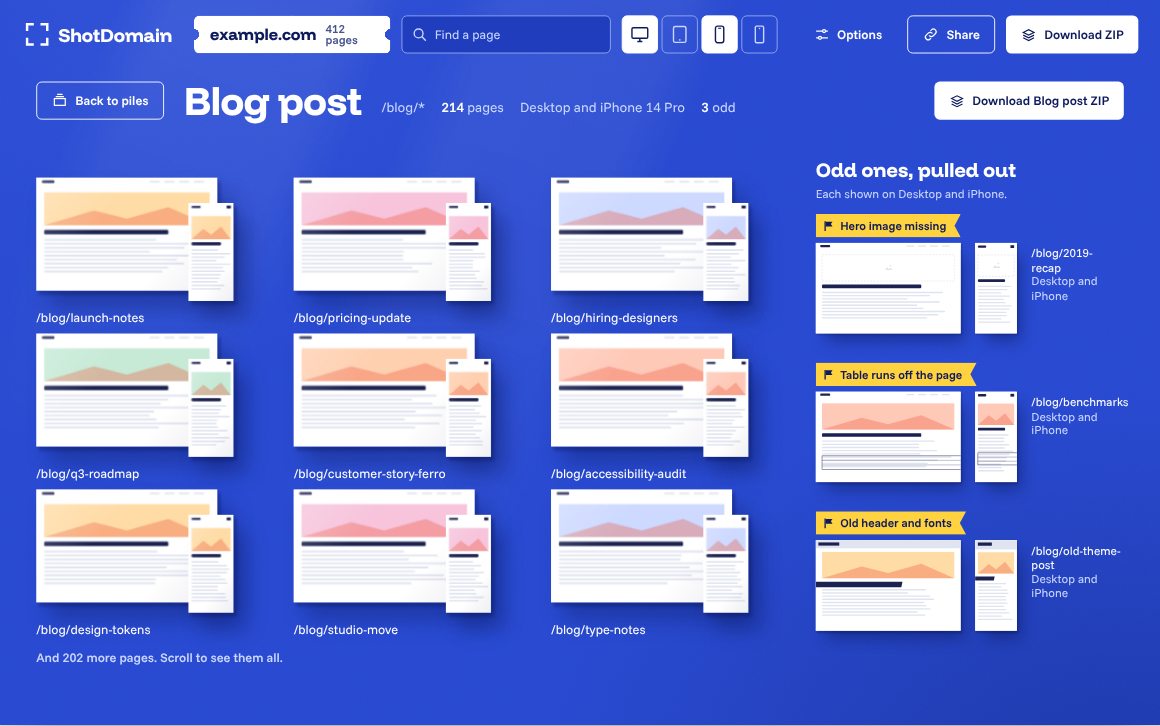 ShotDomain
example.com
412 pages
Find a page
Options
Share
Download ZIP
Back to piles
Blog post
/blog/*
214 pages
Desktop and iPhone 14 Pro
3 odd
Download Blog post ZIP
/blog/launch-notes
/blog/pricing-update
/blog/hiring-designers
/blog/q3-roadmap
/blog/customer-story-ferro
/blog/accessibility-audit
/blog/design-tokens
/blog/studio-move
/blog/type-notes
And 202 more pages. Scroll to see them all.
Odd ones, pulled out
Each shown on Desktop and iPhone.
Hero image missing
/blog/2019-
recap
Desktop and
iPhone
Table runs off the page
/blog/benchmarks
Desktop and
iPhone
Old header and fonts
/blog/old-theme-
post
Desktop and
iPhone